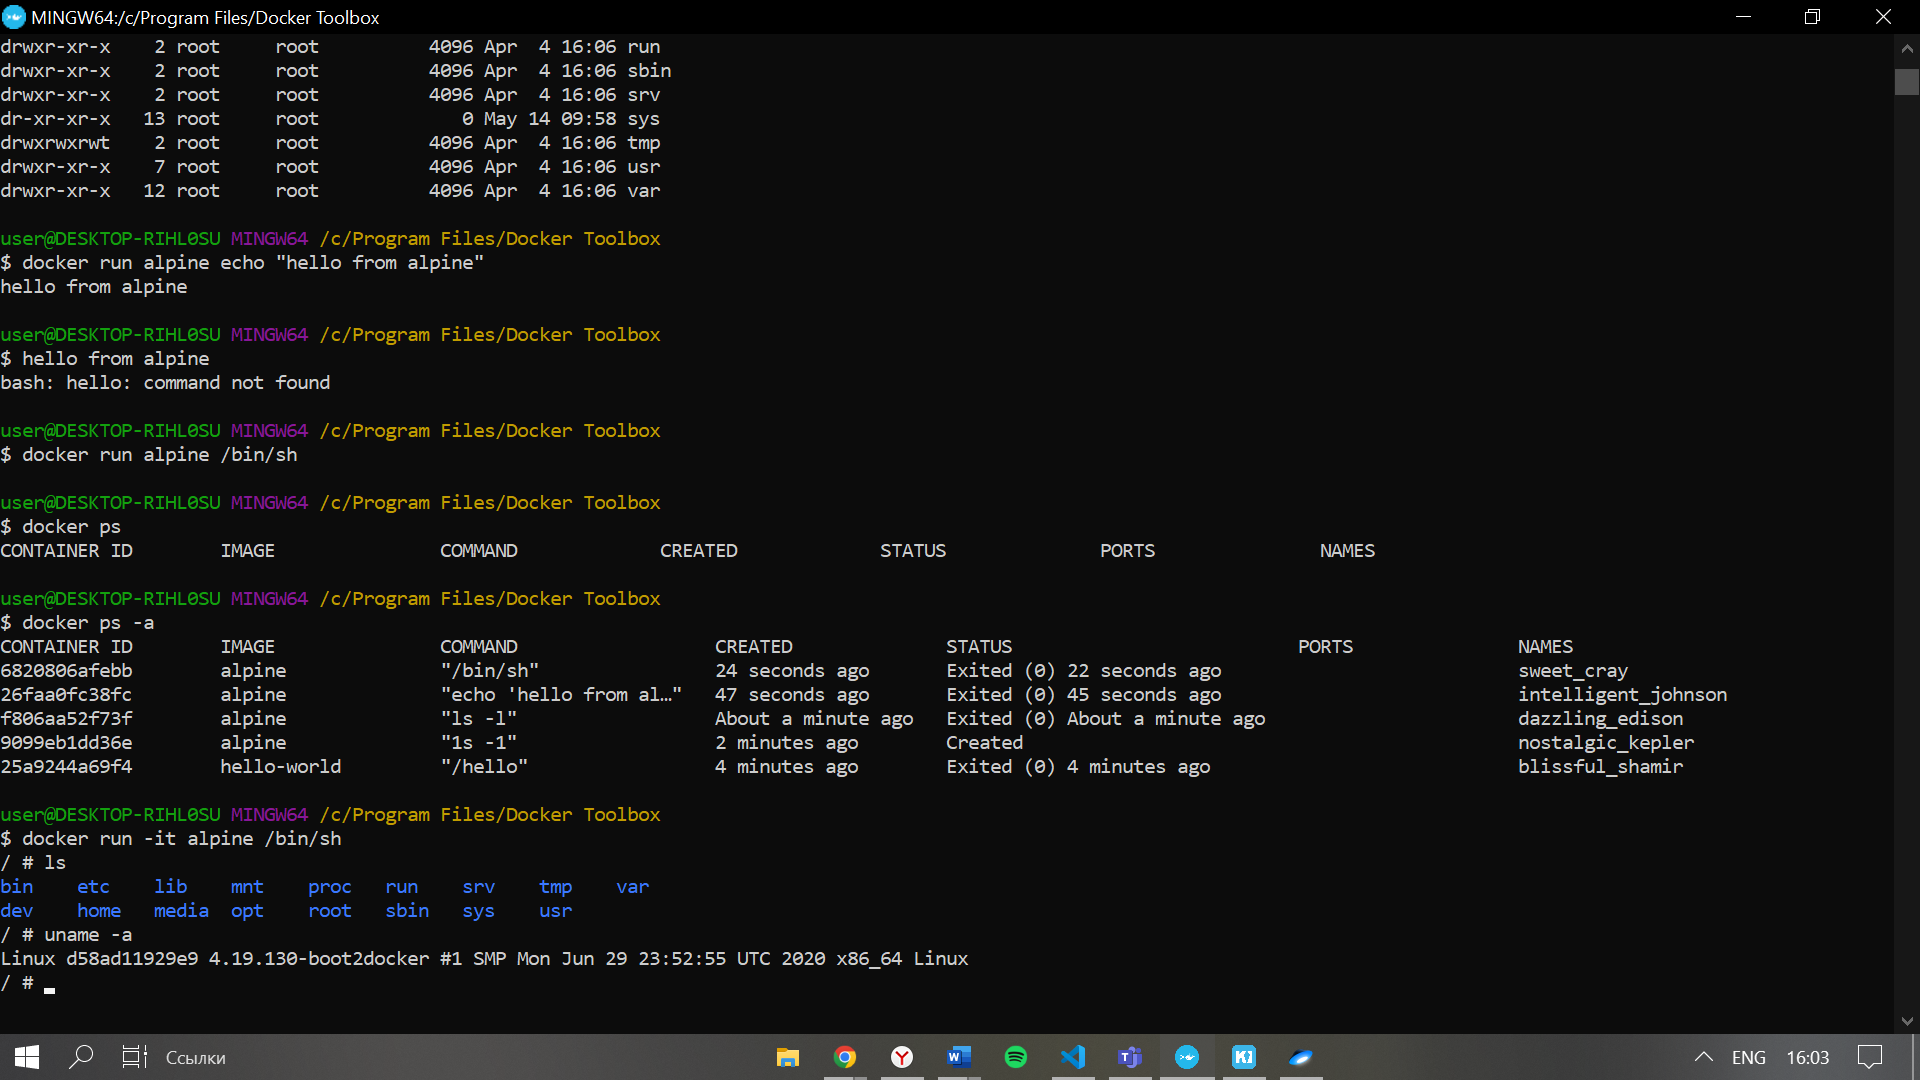 MINGW64:/c/Program Files/Docker Toolbox
drwxr-xr-x    2 root     root          4096 Apr  4 16:06 run
drwxr-xr-x    2 root     root          4096 Apr  4 16:06 sbin
drwxr-xr-x    2 root     root          4096 Apr  4 16:06 srv
dr-xr-xr-x   13 root     root             0 May 14 09:58 sys
drwxrwxrwt    2 root     root          4096 Apr  4 16:06 tmp
drwxr-xr-x    7 root     root          4096 Apr  4 16:06 usr
drwxr-xr-x   12 root     root          4096 Apr  4 16:06 var
user@DESKTOP-RIHL0SU MINGW64 /c/Program Files/Docker Toolbox
$ docker run alpine echo "hello from alpine"
hello from alpine
user@DESKTOP-RIHL0SU MINGW64 /c/Program Files/Docker Toolbox
$ hello from alpine
bash: hello: command not found
user@DESKTOP-RIHL0SU MINGW64 /c/Program Files/Docker Toolbox
$ docker run alpine /bin/sh
user@DESKTOP-RIHL0SU MINGW64 /c/Program Files/Docker Toolbox
$ docker ps
CONTAINER ID        IMAGE               COMMAND             CREATED             STATUS              PORTS               NAMES
user@DESKTOP-RIHL0SU MINGW64 /c/Program Files/Docker Toolbox
$ docker ps -a
CONTAINER ID        IMAGE               COMMAND                  CREATED              STATUS                          PORTS               NAMES
6820806afebb        alpine              "/bin/sh"                24 seconds ago       Exited (0) 22 seconds ago                           sweet_cray
26faa0fc38fc        alpine              "echo 'hello from al…"   47 seconds ago       Exited (0) 45 seconds ago                           intelligent_johnson
f806aa52f73f        alpine              "ls -l"                  About a minute ago   Exited (0) About a minute ago                       dazzling_edison
9099eb1dd36e        alpine              "1s -1"                  2 minutes ago        Created                                             nostalgic_kepler
25a9244a69f4        hello-world         "/hello"                 4 minutes ago        Exited (0) 4 minutes ago                            blissful_shamir
user@DESKTOP-RIHL0SU MINGW64 /c/Program Files/Docker Toolbox
$ docker run -it alpine /bin/sh
/ # ls
bin    etc    lib    mnt    proc   run    srv    tmp    var
dev    home   media  opt    root   sbin   sys    usr
/ # uname -a
Linux d58ad11929e9 4.19.130-boot2docker #1 SMP Mon Jun 29 23:52:55 UTC 2020 x86_64 Linux
/ #
Ссылки ENG 16:03